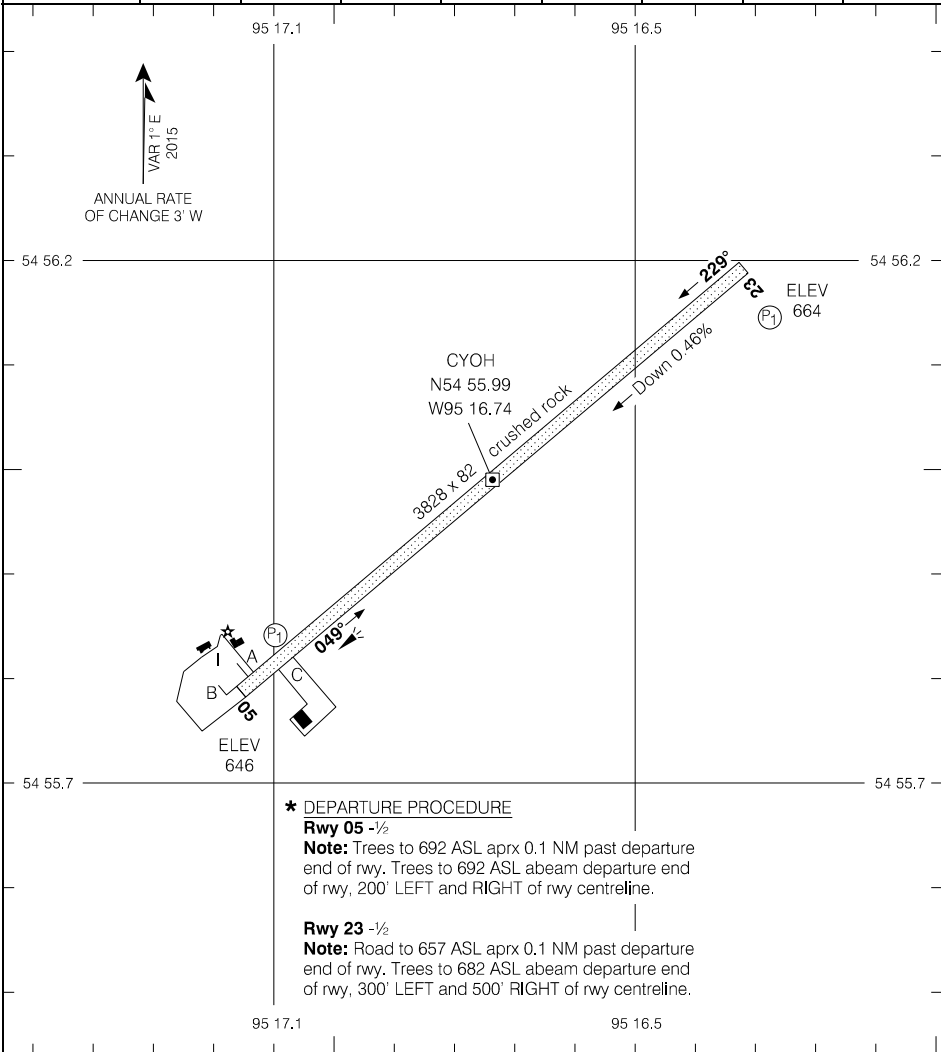 95 17.1
95 16.5
VAR 1° E
2015
ANNUAL RATE
OF CHANGE 3' W
54 56.2
54 56.2
229°
23
ELEV
664
P1
Down 0.46%
CYOH
N54 55.99
W95 16.74
crushed rock
3828 x 82
P1
049°
A
I
B
C
05
ELEV
646
54 55.7
54 55.7
* DEPARTURE PROCEDURE
Rwy 05 -½
Note: Trees to 692 ASL aprx 0.1 NM past departure
end of rwy. Trees to 692 ASL abeam departure end
of rwy, 200' LEFT and RIGHT of rwy centreline.
Rwy 23 -½
Note: Road to 657 ASL aprx 0.1 NM past departure
end of rwy. Trees to 682 ASL abeam departure end
of rwy, 300' LEFT and 500' RIGHT of rwy centreline.
95 17.1
95 16.5